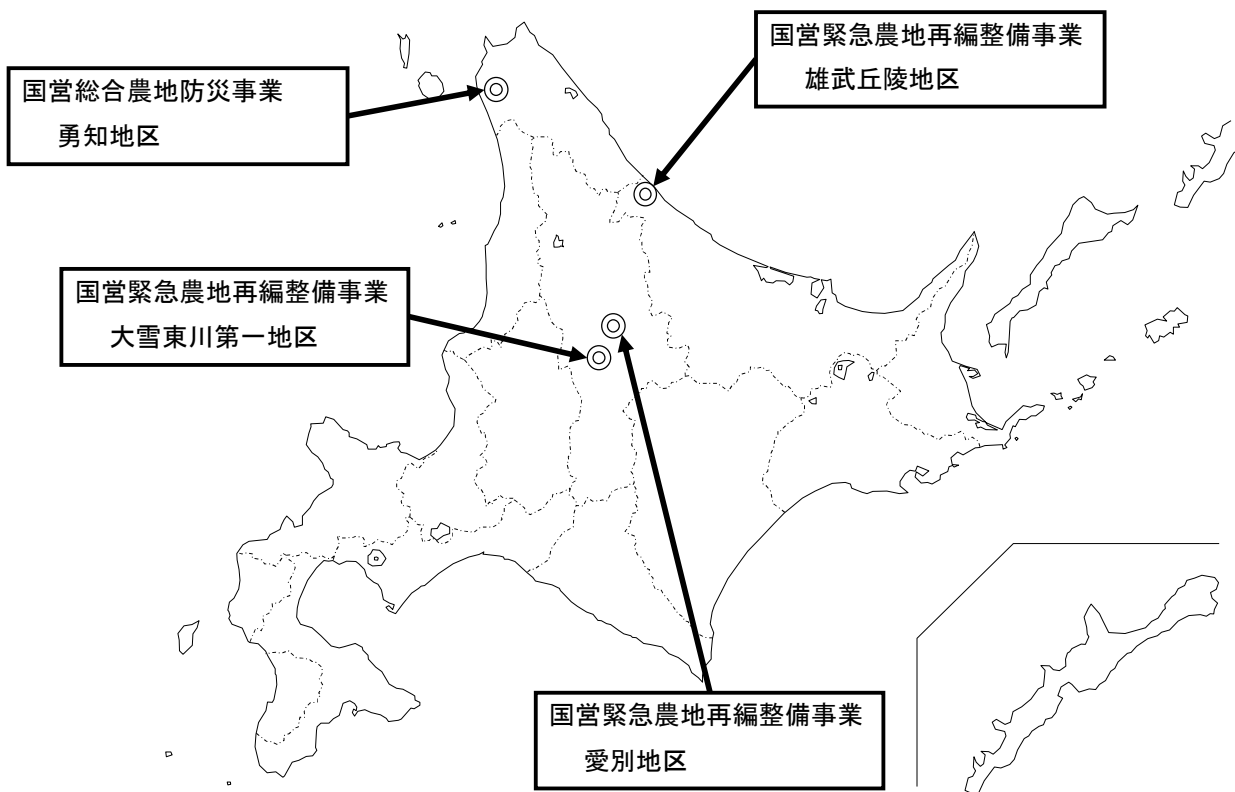 国営緊急農地再編整備事業
雄武丘陵地区
国営総合農地防災事業
勇知地区
国営緊急農地再編整備事業
大雪東川第一地区
国営緊急農地再編整備事業
愛別地区